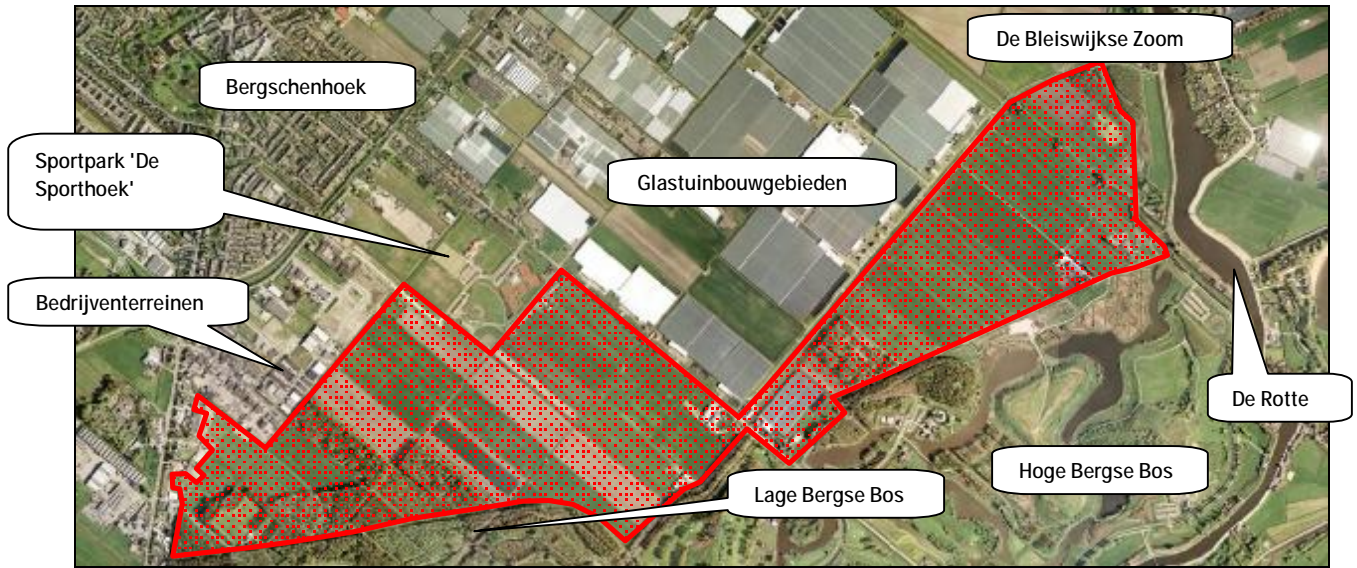 De Bleiswijkse Zoom
Bergschenhoek
Sportpark 'De
Sporthoek'
Glastuinbouwgebieden
Bedrijventerreinen
De Rotte
Hoge Bergse Bos
Lage Bergse Bos